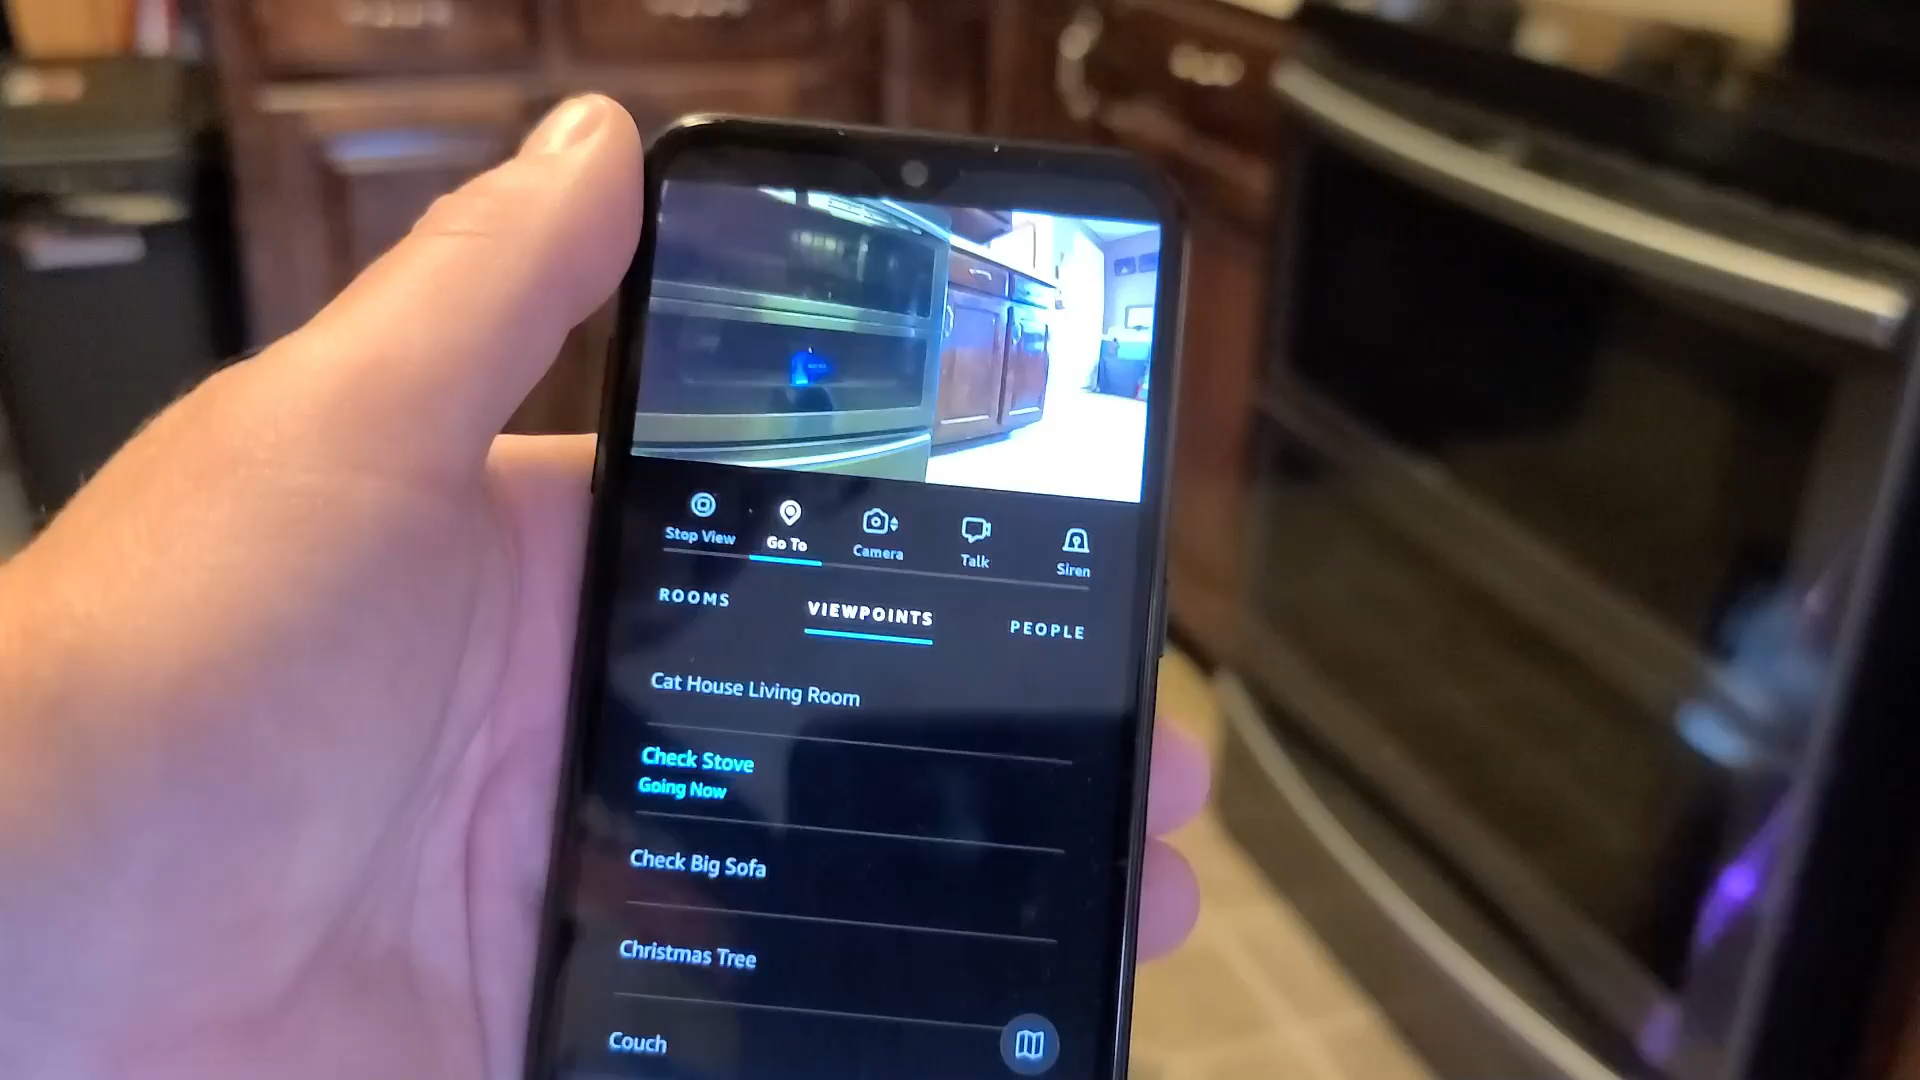 Stop View
Go To
Camera
Talk
Siren
ROOMS
VIEWPOINTS
PEOPLE
Cat House Living Room
Check Stove
Going Now
Check Big Sofa
Christmas Tree
Couch